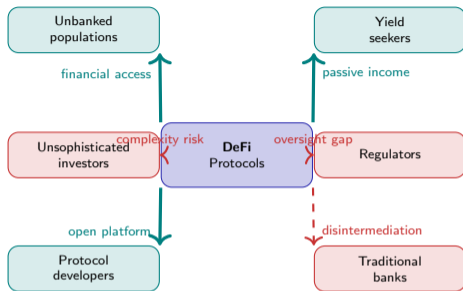 Unbanked
populations
Yield
seekers
financial access
passive income
Unsophisticated
investors
complexity risk
DeFi
Protocols
oversight gap
Regulators
open platform
disintermediation
Protocol
developers
Traditional
banks